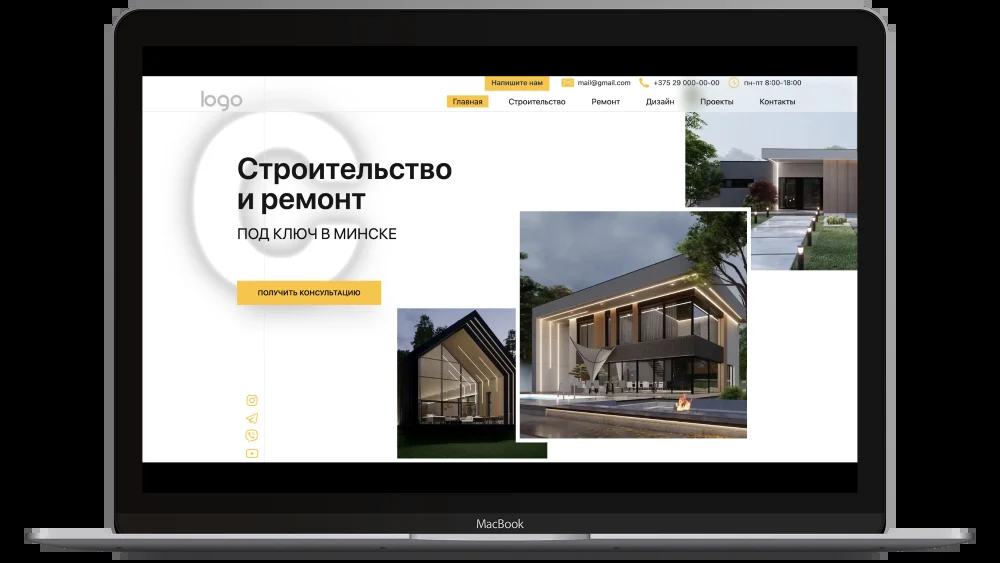 Напишите нам
mail@gmail.com
+375 29 000-00-00
пн-пт 8:00-18:00
logo
Главная
Строительство
Ремонт
Дизайн
Проекты
Контакты
Строительство
и ремонт
ПОД КЛЮЧ В МИНСКЕ
ПОЛУЧИТЬ КОНСУЛЬТАЦИЮ
MacBook